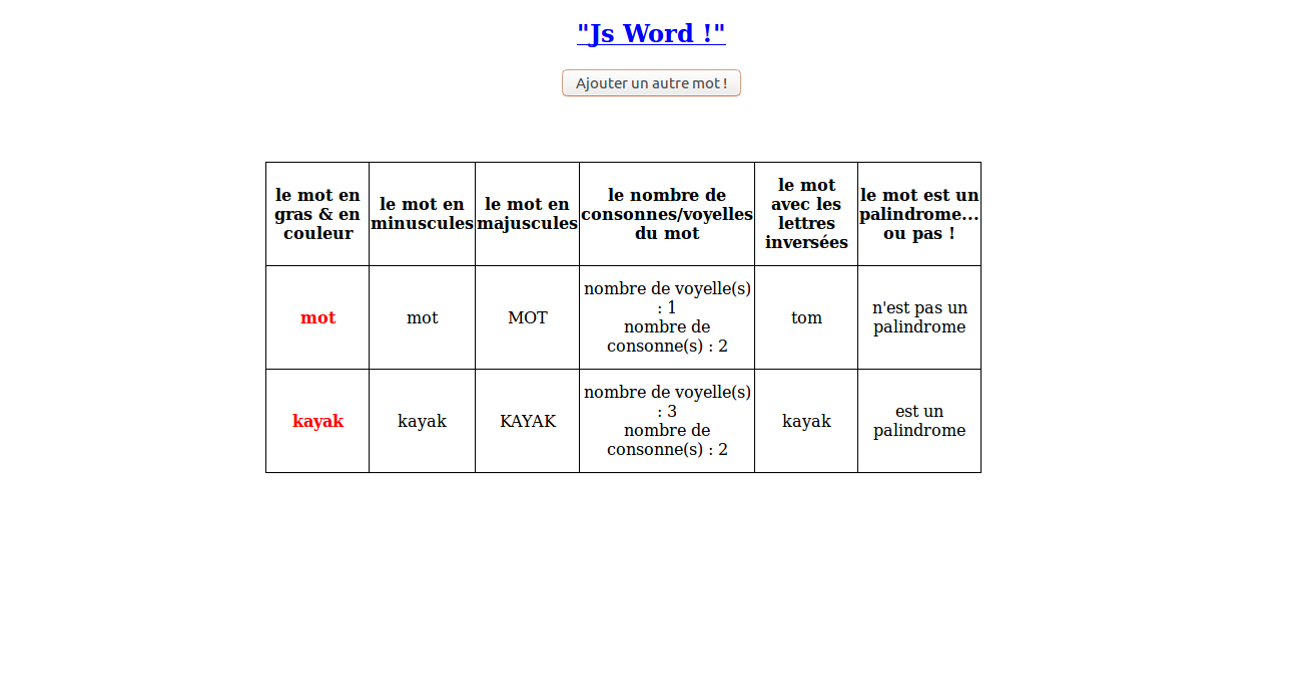 "Js Word !"
Ajouter un autre mot !
le mot en
gras & en
couleur
le mot en
minuscules
le mot en
majuscules
le nombre de
consonnes/voyelles
du mot
le mot
avec les
lettres
inversées
le mot est un
palindrome...
ou pas !
mot
mot
MOT
nombre de voyelle(s)
: 1
nombre de
consonne(s) : 2
tom
n'est pas un
palindrome
kayak
kayak
KAYAK
nombre de voyelle(s)
: 3
nombre de
consonne(s) : 2
kayak
est un
palindrome